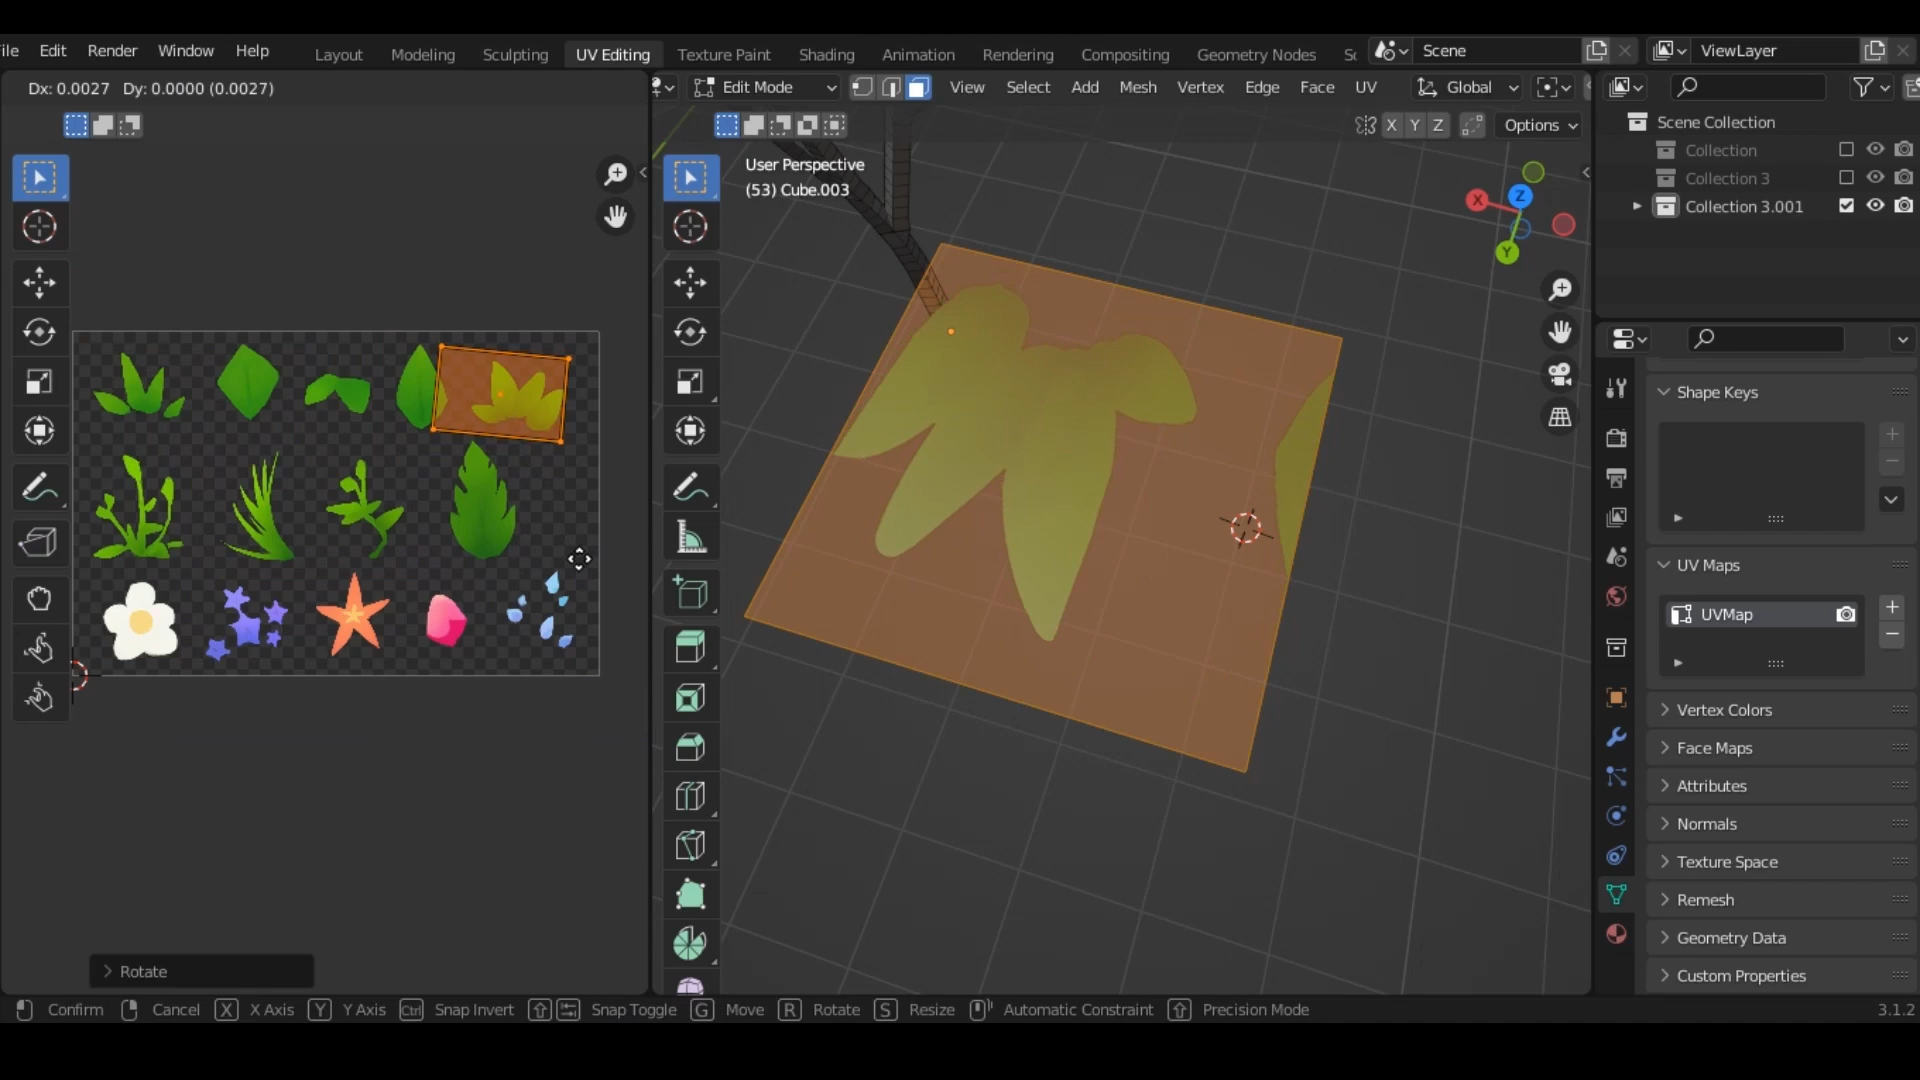 ile Edit Render Window Help Layout Modeling Sculpting UV Editing Texture Paint Shading Animation Rendering Compositing Geometry Nodes Sc Scene ViewLayer
Dx: 0.0027 Dy: 0.0000 (0.0027) Edit Mode View Select Add Mesh Vertex Edge Face UV Global
X Y Z Options
User Perspective
(53) Cube.003
Scene Collection
Collection
Collection 3
Collection 3.001
X Z Y
Shape Keys
UV Maps
UVMap
Vertex Colors
Face Maps
Attributes
Normals
Texture Space
Remesh
Geometry Data
Custom Properties
Rotate
Confirm Cancel X X Axis Y Y Axis Ctrl Snap Invert Snap Toggle G Move R Rotate S Resize Automatic Constraint Precision Mode 3.1.2